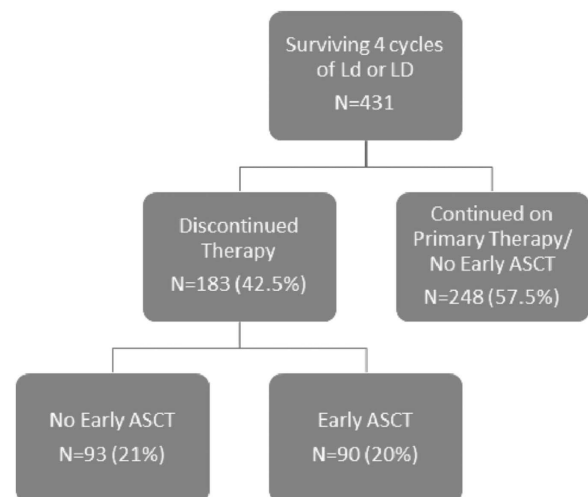 Surviving 4 cycles
of Ld or LD
N=431
Discontinued
Therapy
N=183 (42.5%)
Continued on
Primary Therapy/
No Early ASCT
N=248 (57.5%)
No Early ASCT
N=93 (21%)
Early ASCT
N=90 (20%)